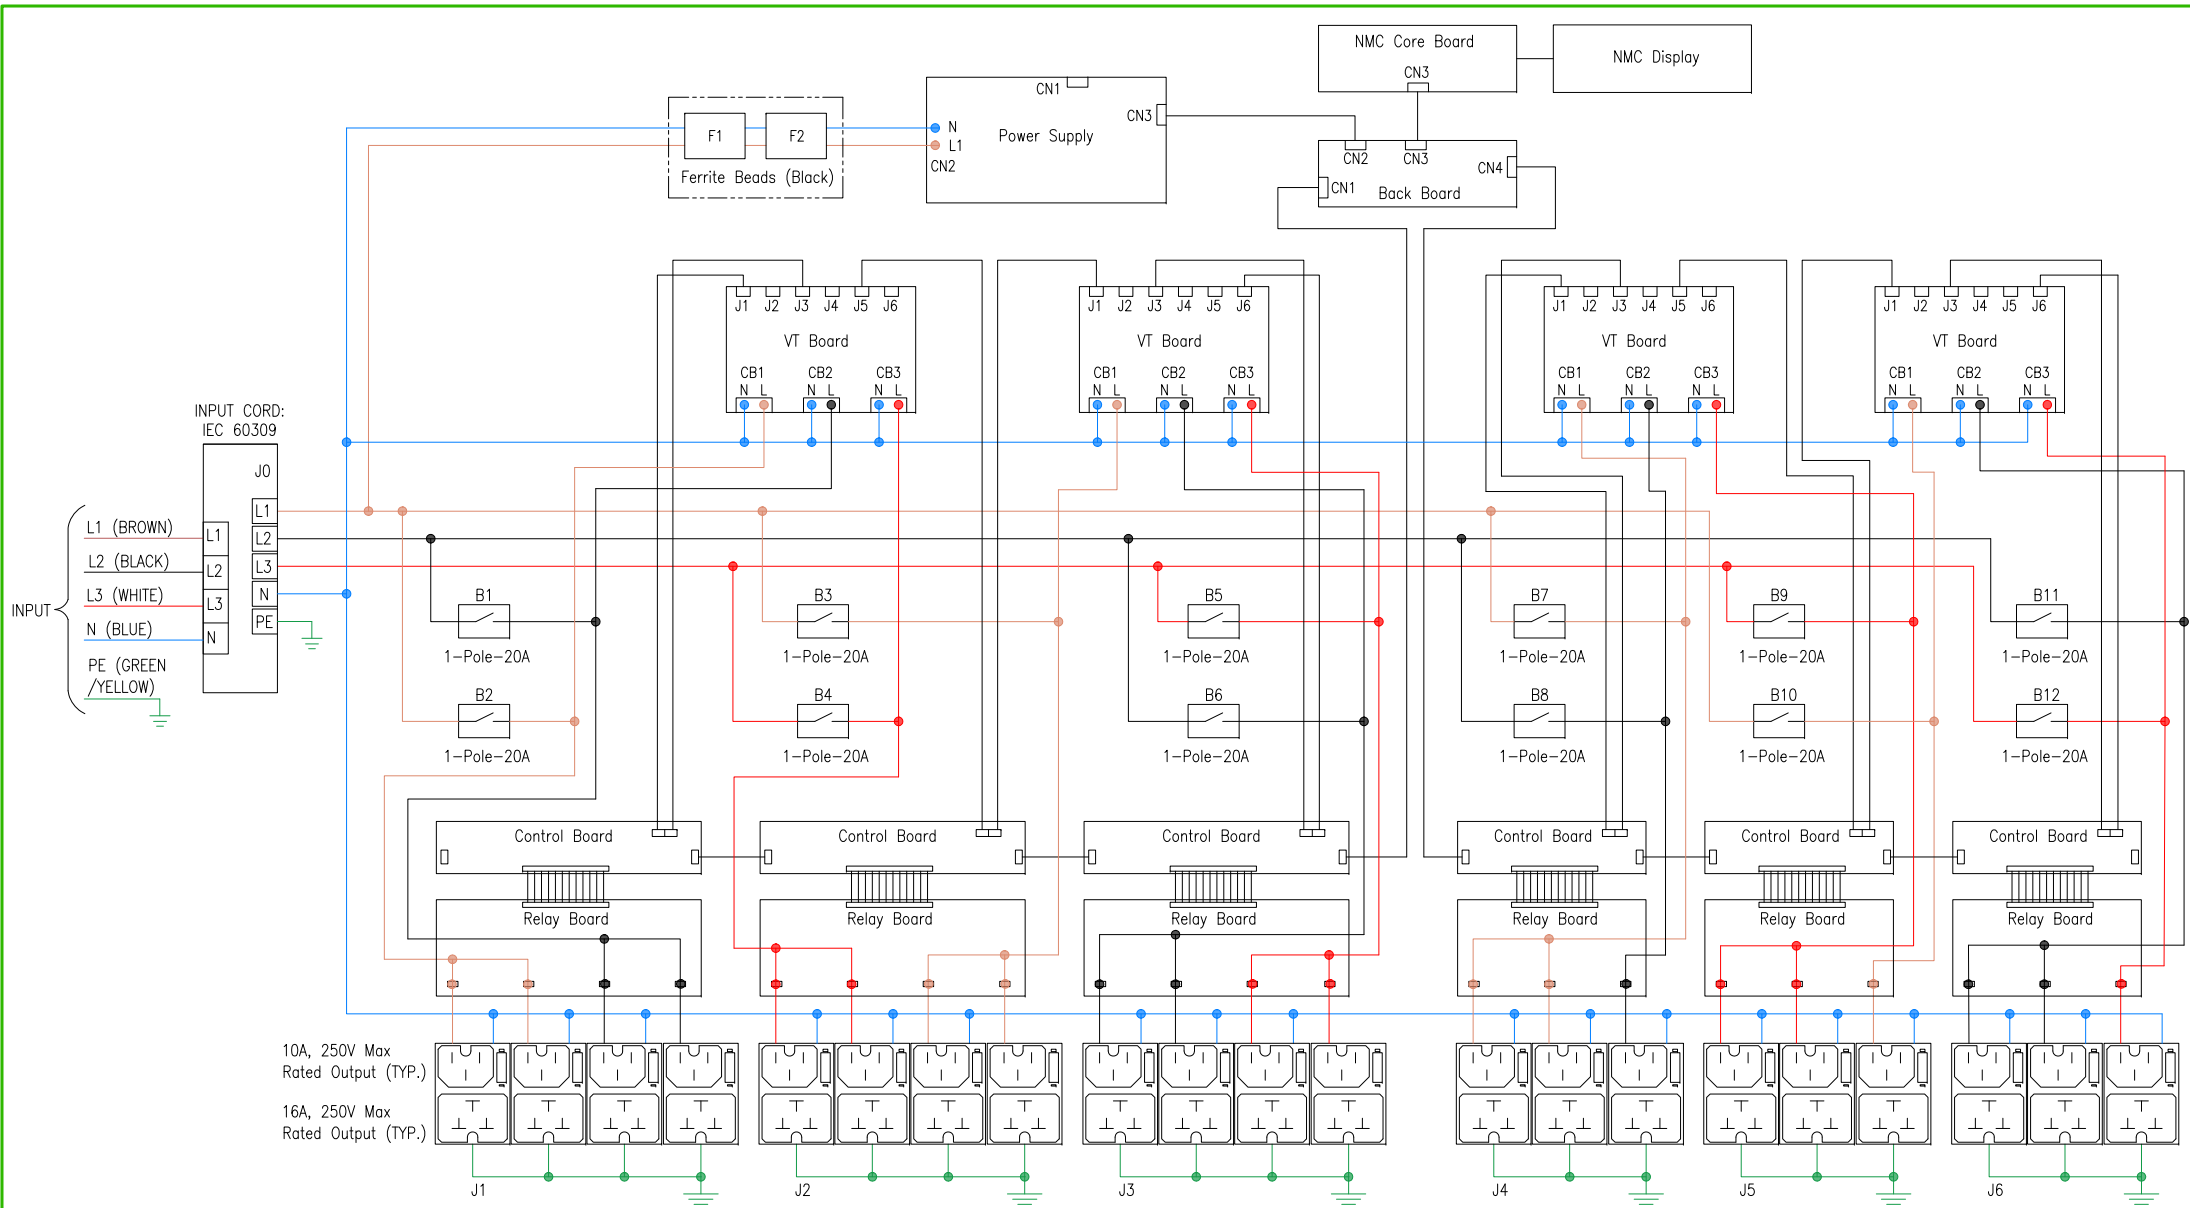 NMC Core Board
CN3
NMC Display
CN1
CN3
Power Supply
N
L1
CN2
F1
F2
Ferrite Beads (Black)
CN2
CN3
CN4
CN1
Back Board
J1 J2 J3 J4 J5 J6
VT Board
CB1 CB2 CB3
N L N L N L
J1 J2 J3 J4 J5 J6
VT Board
CB1 CB2 CB3
N L N L N L
J1 J2 J3 J4 J5 J6
VT Board
CB1 CB2 CB3
N L N L N L
J1 J2 J3 J4 J5 J6
VT Board
CB1 CB2 CB3
N L N L N L
INPUT CORD:
IEC 60309
J0
L1
L2
L3
N
PE
L1
L2
L3
N
INPUT
L1 (BROWN)
L2 (BLACK)
L3 (WHITE)
N (BLUE)
PE (GREEN
/YELLOW)
B1
1-Pole-20A
B3
1-Pole-20A
B5
1-Pole-20A
B7
1-Pole-20A
B9
1-Pole-20A
B11
1-Pole-20A
B2
1-Pole-20A
B4
1-Pole-20A
B6
1-Pole-20A
B8
1-Pole-20A
B10
1-Pole-20A
B12
1-Pole-20A
Control Board
Control Board
Control Board
Control Board
Control Board
Control Board
Relay Board
Relay Board
Relay Board
Relay Board
Relay Board
Relay Board
10A, 250V Max
Rated Output (TYP.)
16A, 250V Max
Rated Output (TYP.)
J1
J2
J3
J4
J5
J6